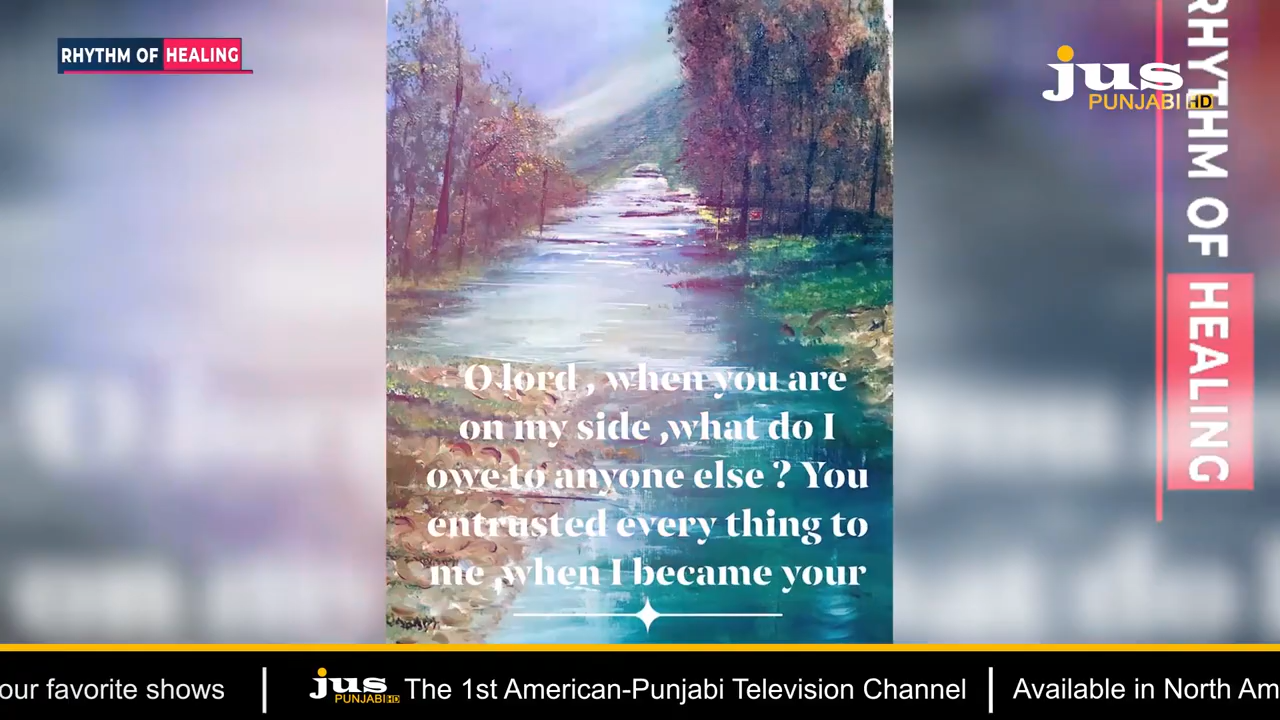 RHYTHM OF HEALING
jus
PUNJABI HD
RHYTHM OF HEALING
O lord , when you are
on my side ,what do I
owe to anyone else ? You
entrusted every thing to
me ,when I became your
our favorite shows | jus PUNJABI HD The 1st American-Punjabi Television Channel | Available in North Am